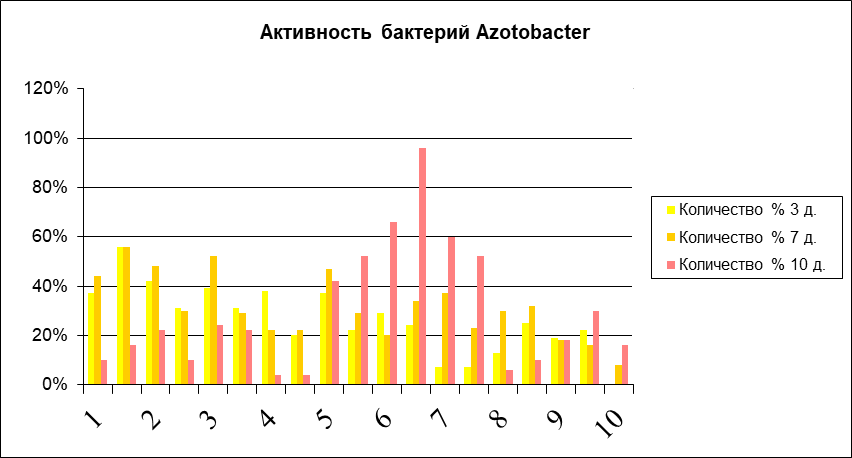 Активность бактерий Azotobacter
120%
100%
80%
60%
40%
20%
0%
1 2 3 4 5 6 7 8 9 10
Количество % 3 д.
Количество % 7 д.
Количество % 10 д.